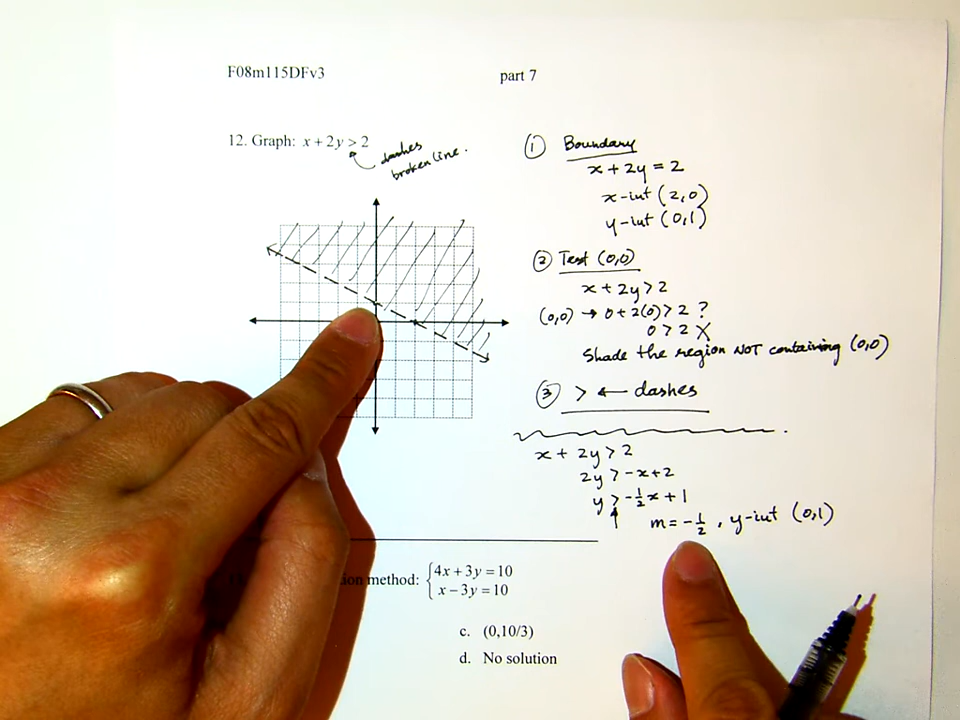 F08m115DFv3 part 7
12. Graph: x + 2y > 2
dashes
broken line.
① Boundary
x + 2y = 2
x-int (2,0)
y-int (0,1)
② Test (0,0)
x + 2y > 2
(0,0) → 0 + 2(0) > 2 ?
0 > 2 X
Shade the region NOT containing (0,0)
③ > ← dashes
x + 2y > 2
2y > -x + 2
y > -1/2 x + 1
m = -1/2, y-int (0,1)
ion method: { 4x + 3y = 10
x − 3y = 10
c. (0,10/3)
d. No solution